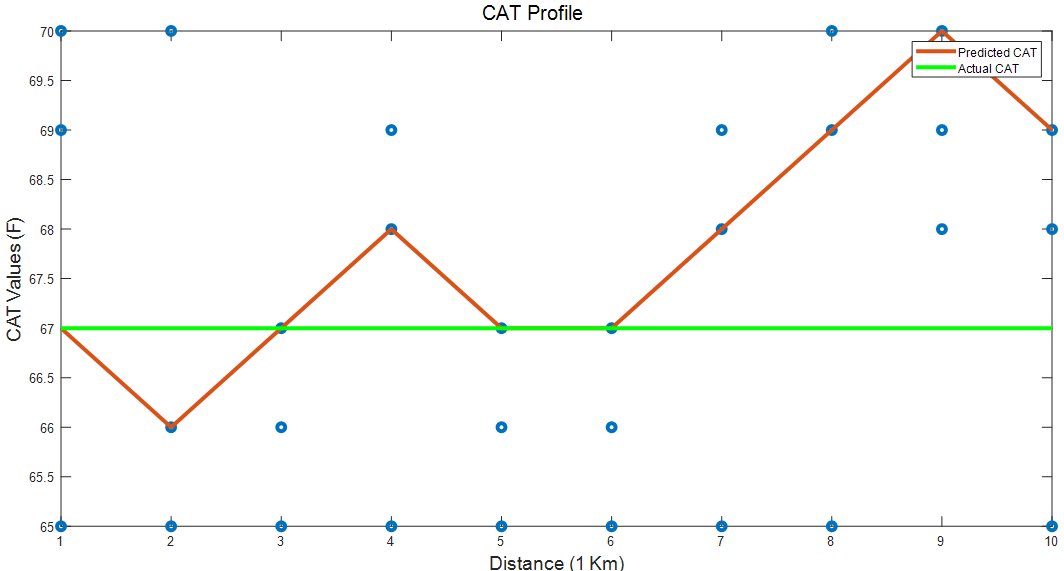 CAT Profile
70
69.5
69
68.5
68
67.5
67
66.5
66
65.5
65
CAT Values (F)
Predicted CAT
Actual CAT
1 2 3 4 5 6 7 8 9 10
Distance (1 Km)